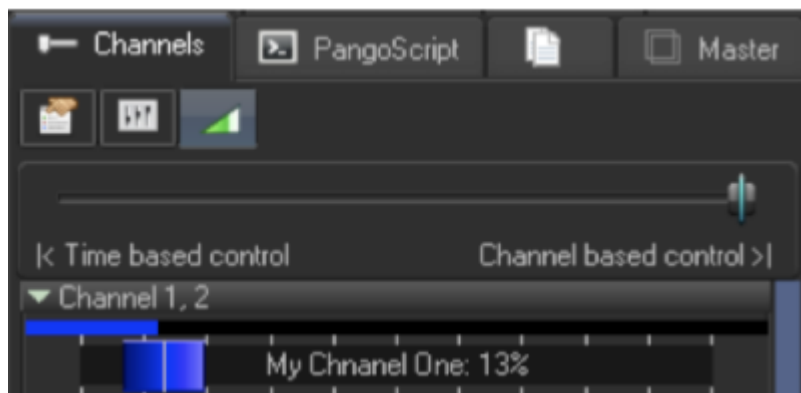 Channels PangoScript Master
|< Time based control Channel based control >|
Channel 1, 2
My Chnanel One: 13%